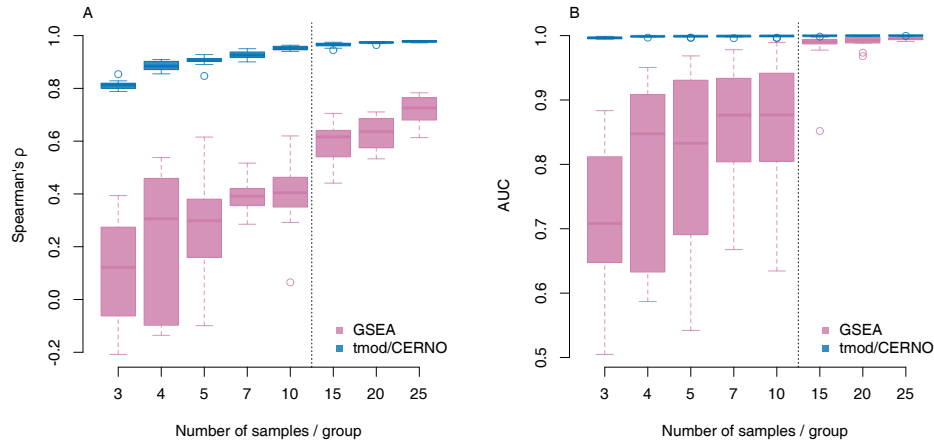 A
Spearman's ρ
1.0
0.8
0.6
0.4
0.2
0.0
-0.2
GSEA
tmod/CERNO
3 4 5 7 10 15 20 25
Number of samples / group
B
AUC
1.0
0.9
0.8
0.7
0.6
0.5
GSEA
tmod/CERNO
3 4 5 7 10 15 20 25
Number of samples / group